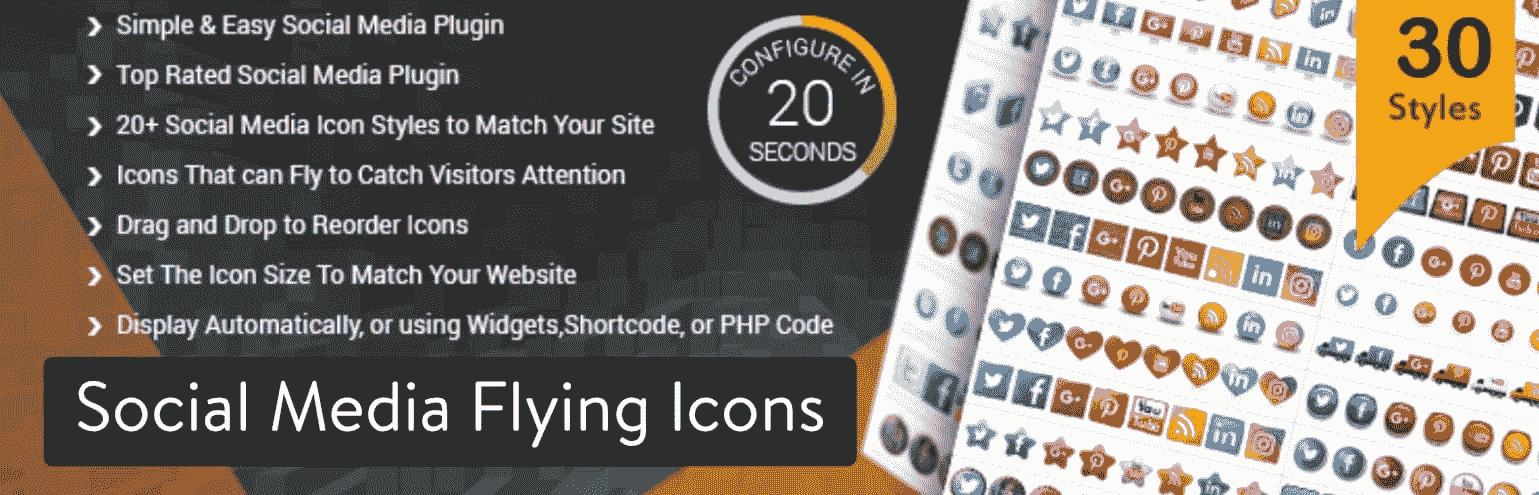 Simple & Easy Social Media Plugin
Top Rated Social Media Plugin
20+ Social Media Icon Styles to Match Your Site
Icons That can Fly to Catch Visitors Attention
Drag and Drop to Reorder Icons
Set The Icon Size To Match Your Website
Display Automatically, or using Widgets,Shortcode, or PHP Code
Social Media Flying Icons
CONFIGURE IN
20
SECONDS
30
Styles